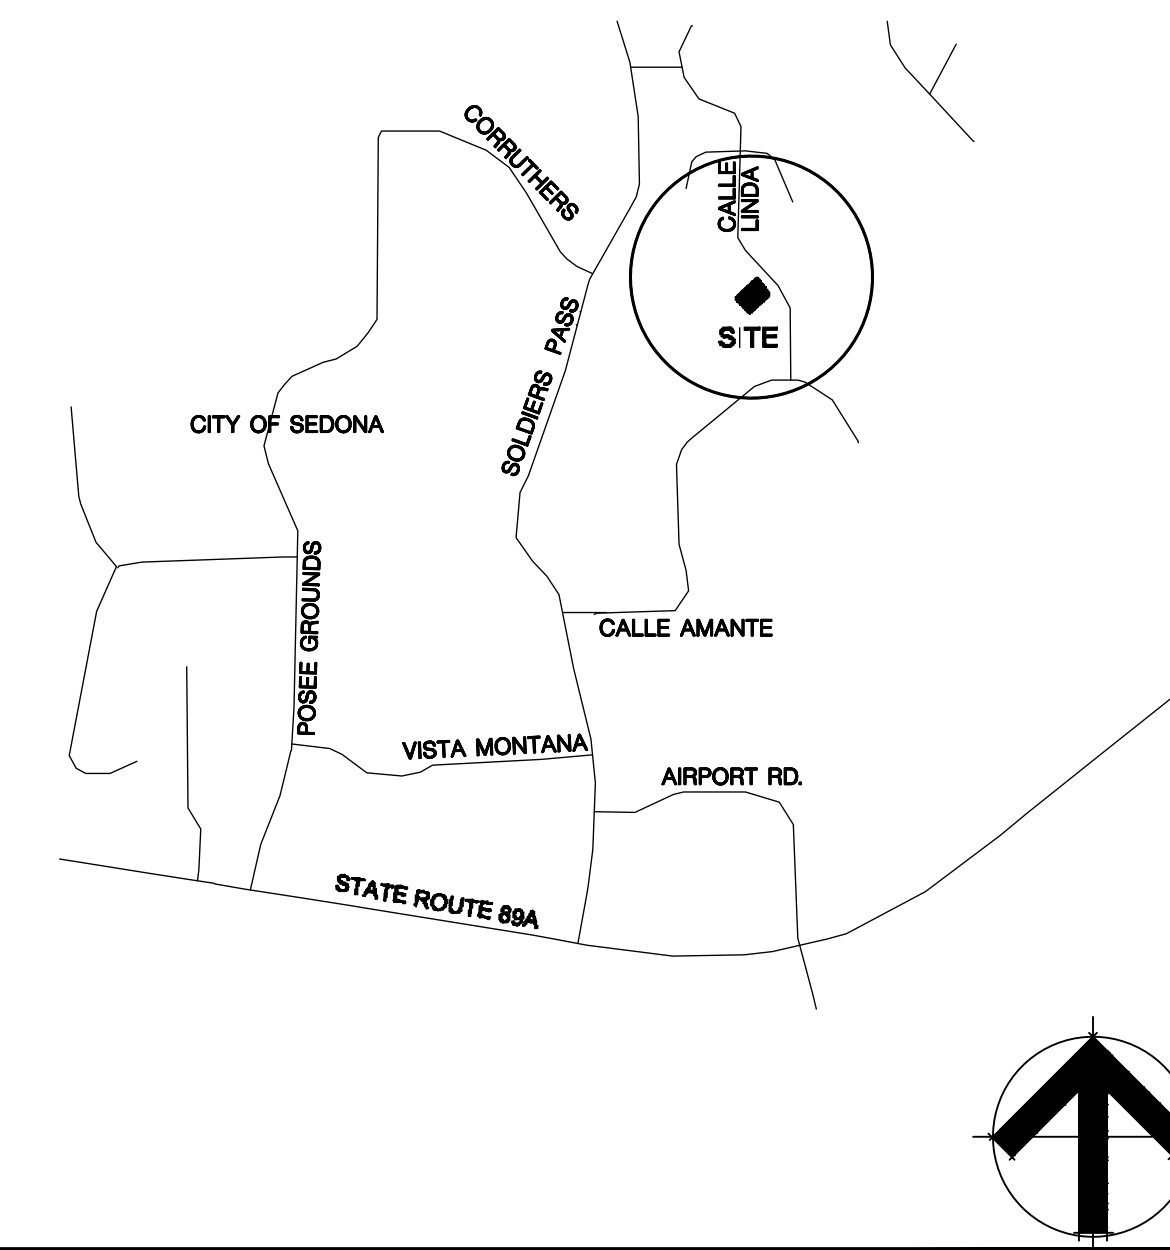 CORRUTHERS
CALLE
LINDA
SITE
SOLDIERS PASS
CITY OF SEDONA
POSEE GROUNDS
CALLE AMANTE
VISTA MONTANA
AIRPORT RD.
STATE ROUTE 89A